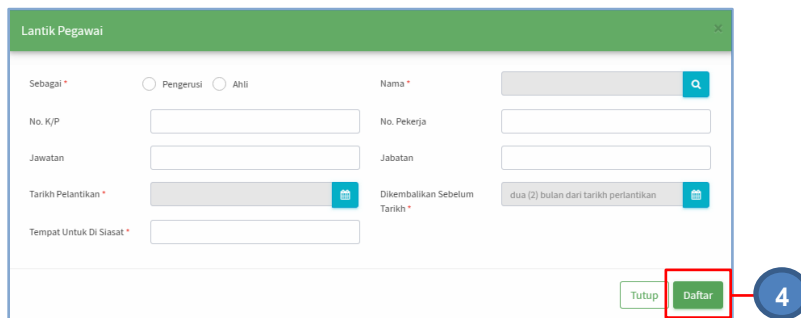 Lantik Pegawai ×
Sebagai * Pengerusi Ahli Nama *
No. K/P No. Pekerja
Jawatan Jabatan
Tarikh Pelantikan * Dikembalikan Sebelum dua (2) bulan dari tarikh perlantikan
Tarikh *
Tempat Untuk Di Siasat *
Tutup Daftar 4